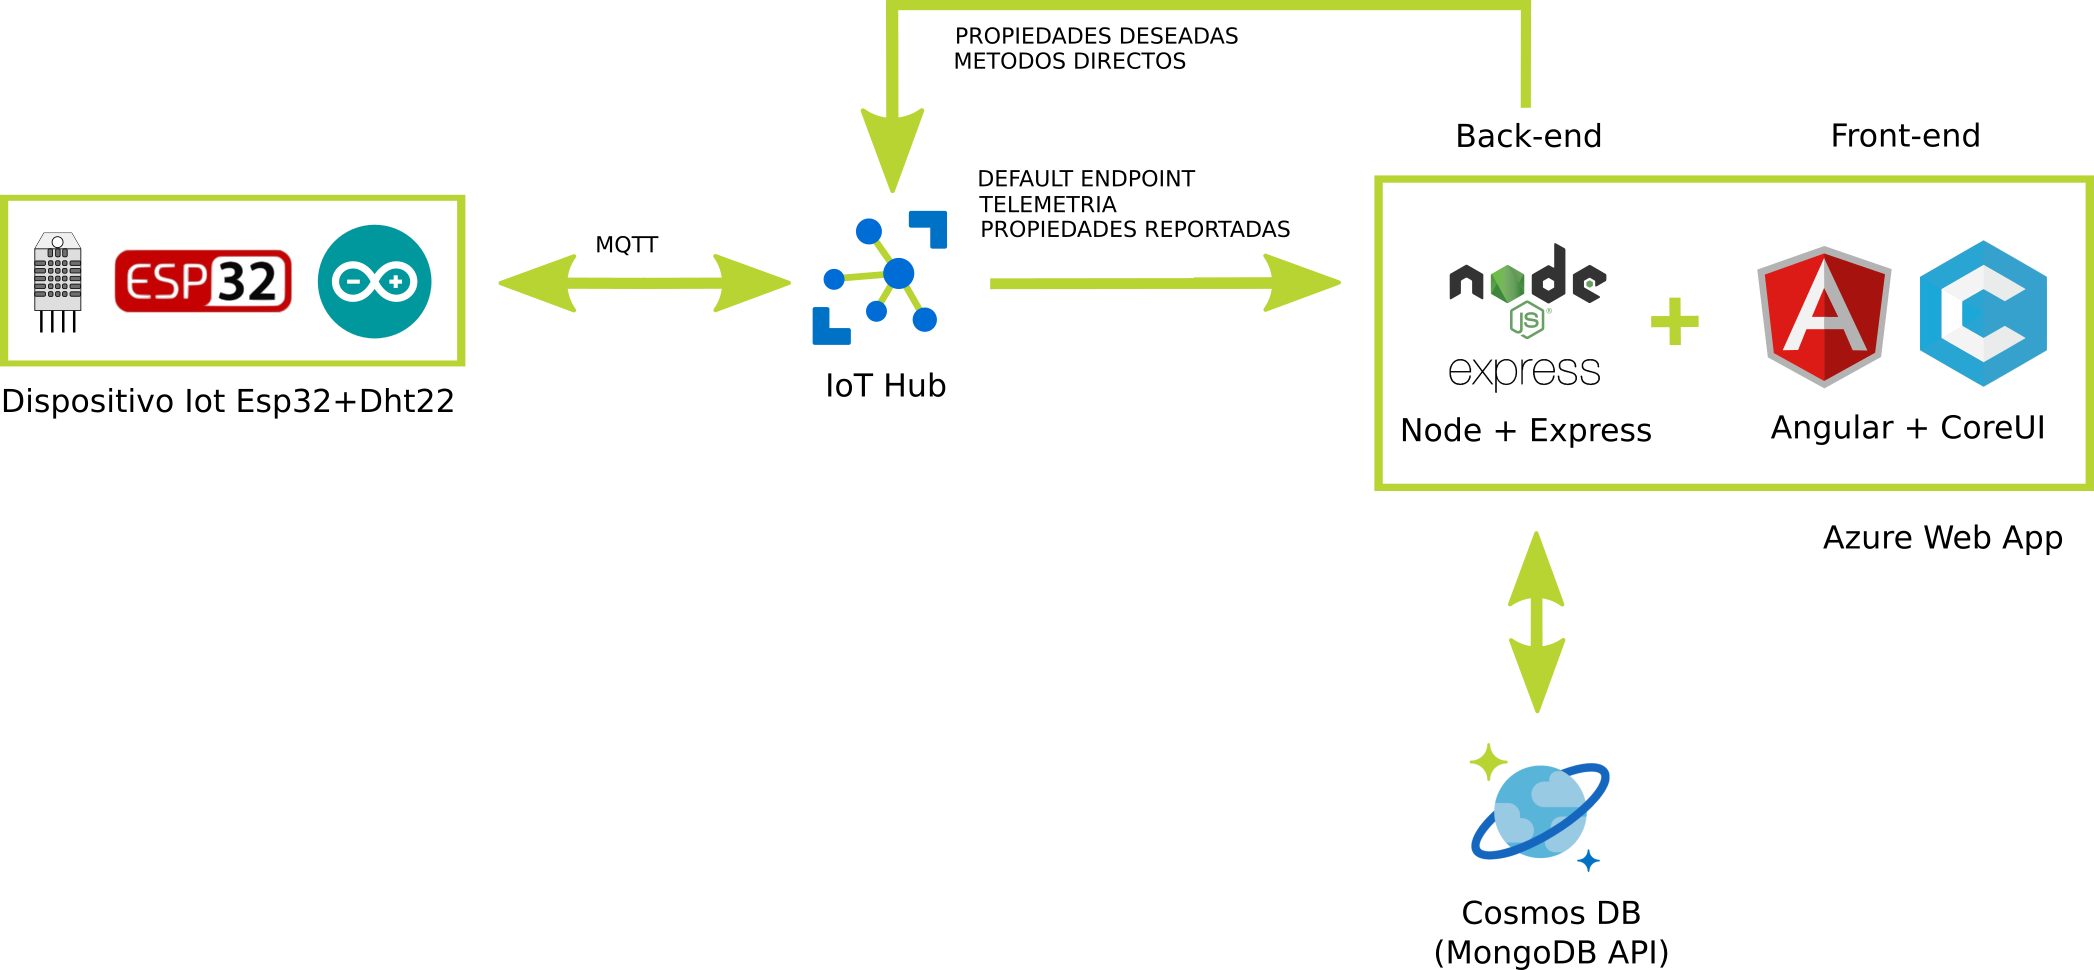 PROPIEDADES DESEADAS
METODOS DIRECTOS
Back-end
Front-end
DEFAULT ENDPOINT
TELEMETRIA
PROPIEDADES REPORTADAS
MQTT
ESP32
node
JS
express
Dispositivo Iot Esp32+Dht22
IoT Hub
Node + Express
Angular + CoreUI
Azure Web App
Cosmos DB
(MongoDB API)